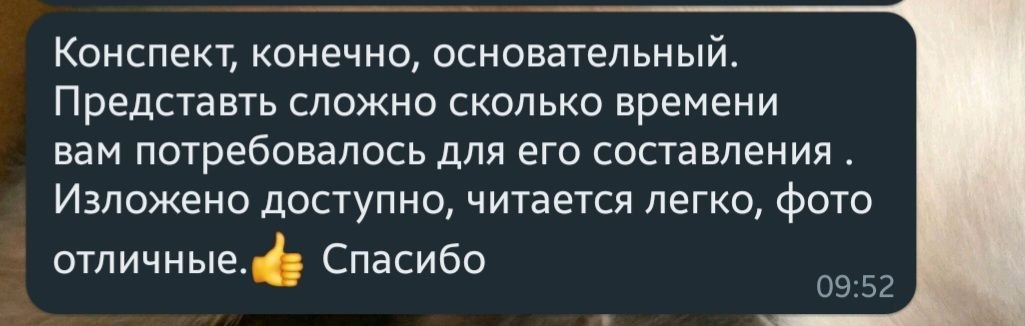 Конспект, конечно, основательный.
Представть сложно сколько времени
вам потребовалось для его составления .
Изложено доступно, читается легко, фото
отличные.👍 Спасибо
09:52